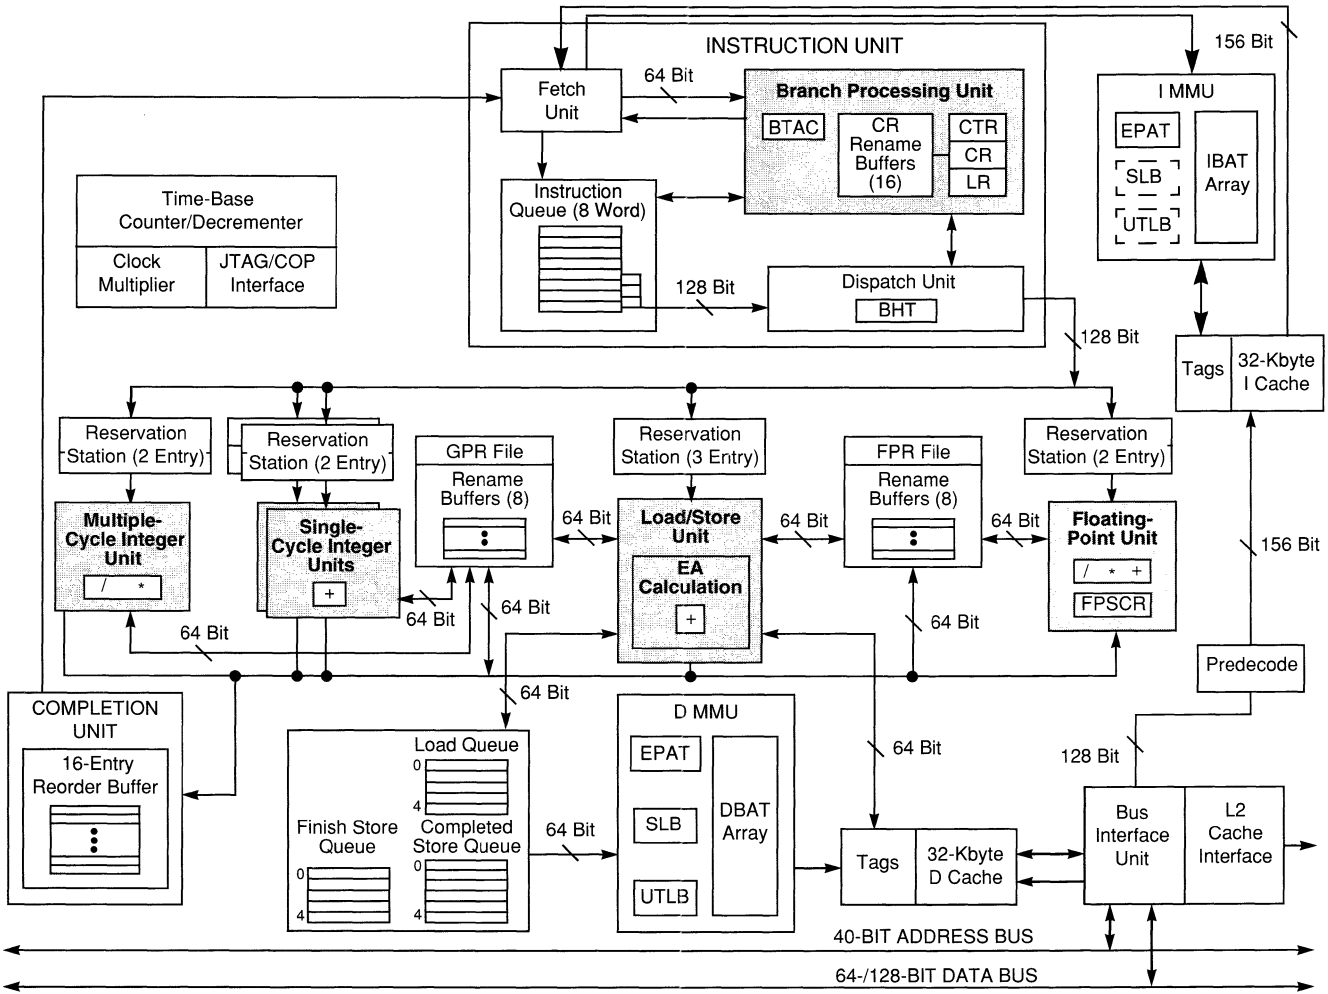 INSTRUCTION UNIT
156 Bit
Fetch
Unit
64 Bit
Branch Processing Unit
BTAC
CR
Rename
Buffers
(16)
CTR
CR
LR
I MMU
EPAT
SLB
UTLB
IBAT
Array
Time-Base
Counter/Decrementer
Clock
Multiplier
JTAG/COP
Interface
Instruction
Queue (8 Word)
128 Bit
Dispatch Unit
BHT
128 Bit
Tags
32-Kbyte
I Cache
Reservation
Station (2 Entry)
Reservation
Station (2 Entry)
GPR File
Rename
Buffers (8)
Reservation
Station (3 Entry)
FPR File
Rename
Buffers (8)
Reservation
Station (2 Entry)
Multiple-
Cycle Integer
Unit
/ *
Single-
Cycle Integer
Units
+
64 Bit
Load/Store
Unit
EA
Calculation
+
64 Bit
64 Bit
Floating-
Point Unit
/ * +
FPSCR
156 Bit
64 Bit
64 Bit
64 Bit
64 Bit
Predecode
64 Bit
COMPLETION
UNIT
16-Entry
Reorder Buffer
Load Queue
0
4
Finish Store
Queue
0
4
Completed
Store Queue
0
4
64 Bit
D MMU
EPAT
SLB
UTLB
DBAT
Array
64 Bit
128 Bit
Tags
32-Kbyte
D Cache
Bus
Interface
Unit
L2
Cache
Interface
40-BIT ADDRESS BUS
64-/128-BIT DATA BUS